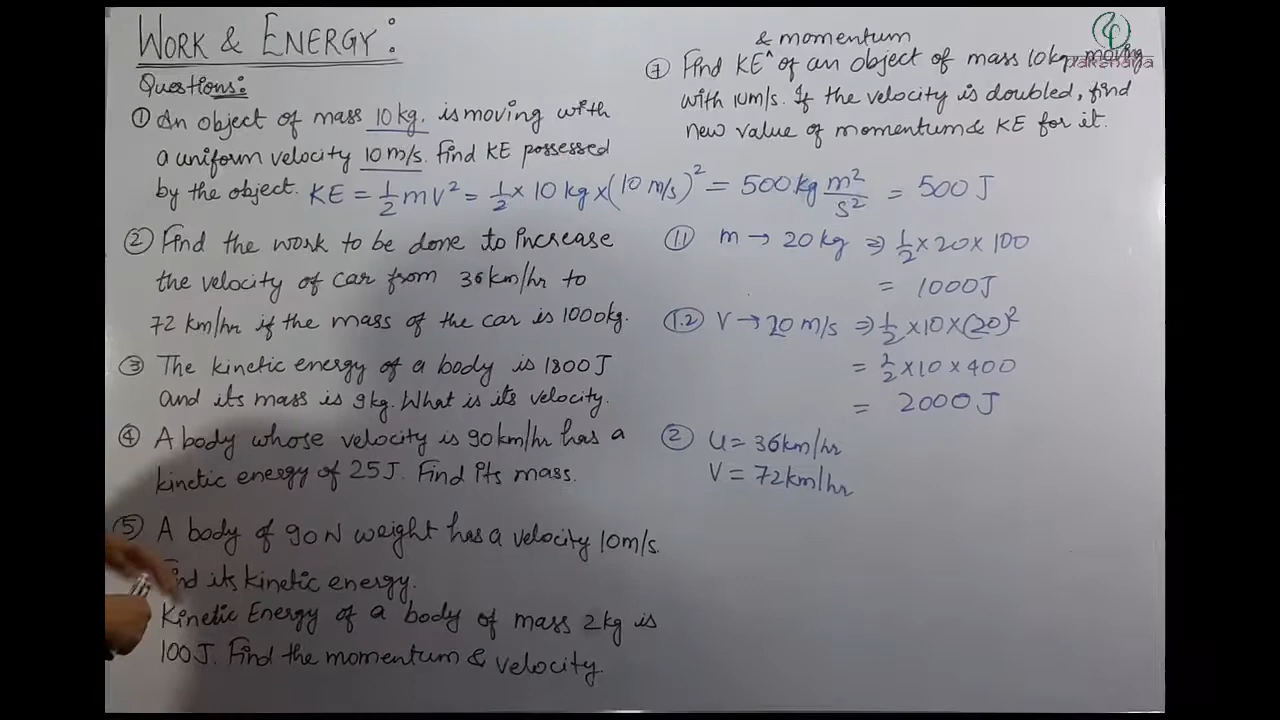 WORK & ENERGY:
Questions:
① An object of mass 10 kg. is moving with
a uniform velocity 10 m/s. Find KE possessed
by the object. KE = 1/2 mv² = 1/2 × 10 kg × (10 m/s)² = 500 kg m²/s² = 500 J
② Find the work to be done to increase
the velocity of car from 36 km/hr to
72 km/hr if the mass of the car is 1000kg.
③ The kinetic energy of a body is 1800 J
and its mass is 9kg. What is its velocity.
④ A body whose velocity is 90 km/hr has a
kinetic energy of 25 J. Find its mass.
⑤ A body of 90 N weight has a velocity 10 m/s.
its kinetic energy.
Kinetic Energy of a body of mass 2 kg is
100 J. Find the momentum & velocity.
& momentum
⑦ Find KE^ of an object of mass 10kg moving
with 10 m/s. If the velocity is doubled, find
new value of momentum & KE for it.
1.1 m → 20 kg ⇒ 1/2 × 20 × 100
= 1000 J
1.2 V → 20 m/s ⇒ 1/2 × 10 × (20)²
= 1/2 × 10 × 400
= 2000 J
② u = 36 km/hr
V = 72 km/hr